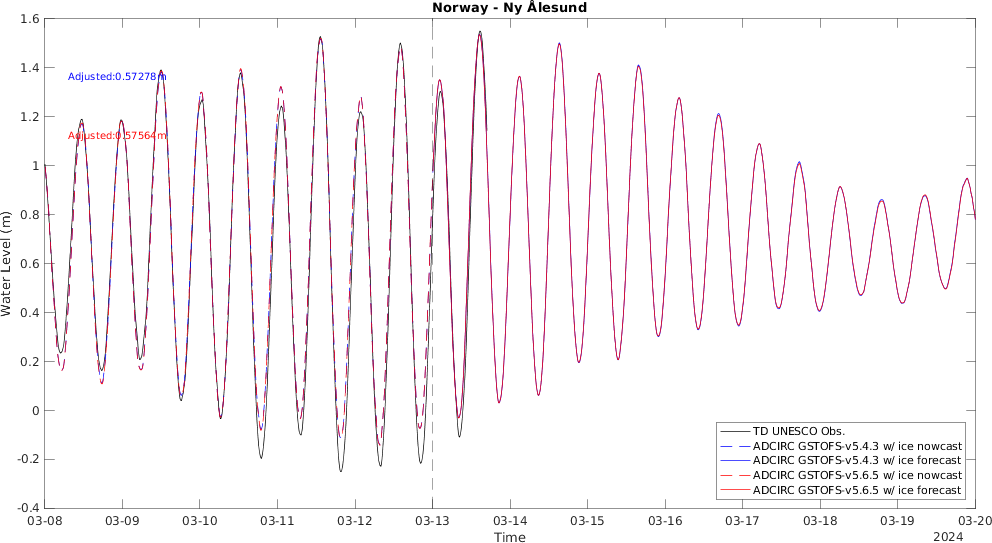 Norway - Ny Ålesund
1.6
1.4
1.2
1
0.8
0.6
0.4
0.2
0
-0.2
-0.4
Water Level (m)
Adjusted:0.57278m
Adjusted:0.57564m
TD UNESCO Obs.
ADCIRC GSTOFS-v5.4.3 w/ ice nowcast
ADCIRC GSTOFS-v5.4.3 w/ ice forecast
ADCIRC GSTOFS-v5.6.5 w/ ice nowcast
ADCIRC GSTOFS-v5.6.5 w/ ice forecast
03-08 03-09 03-10 03-11 03-12 03-13 03-14 03-15 03-16 03-17 03-18 03-19 03-20
Time
2024